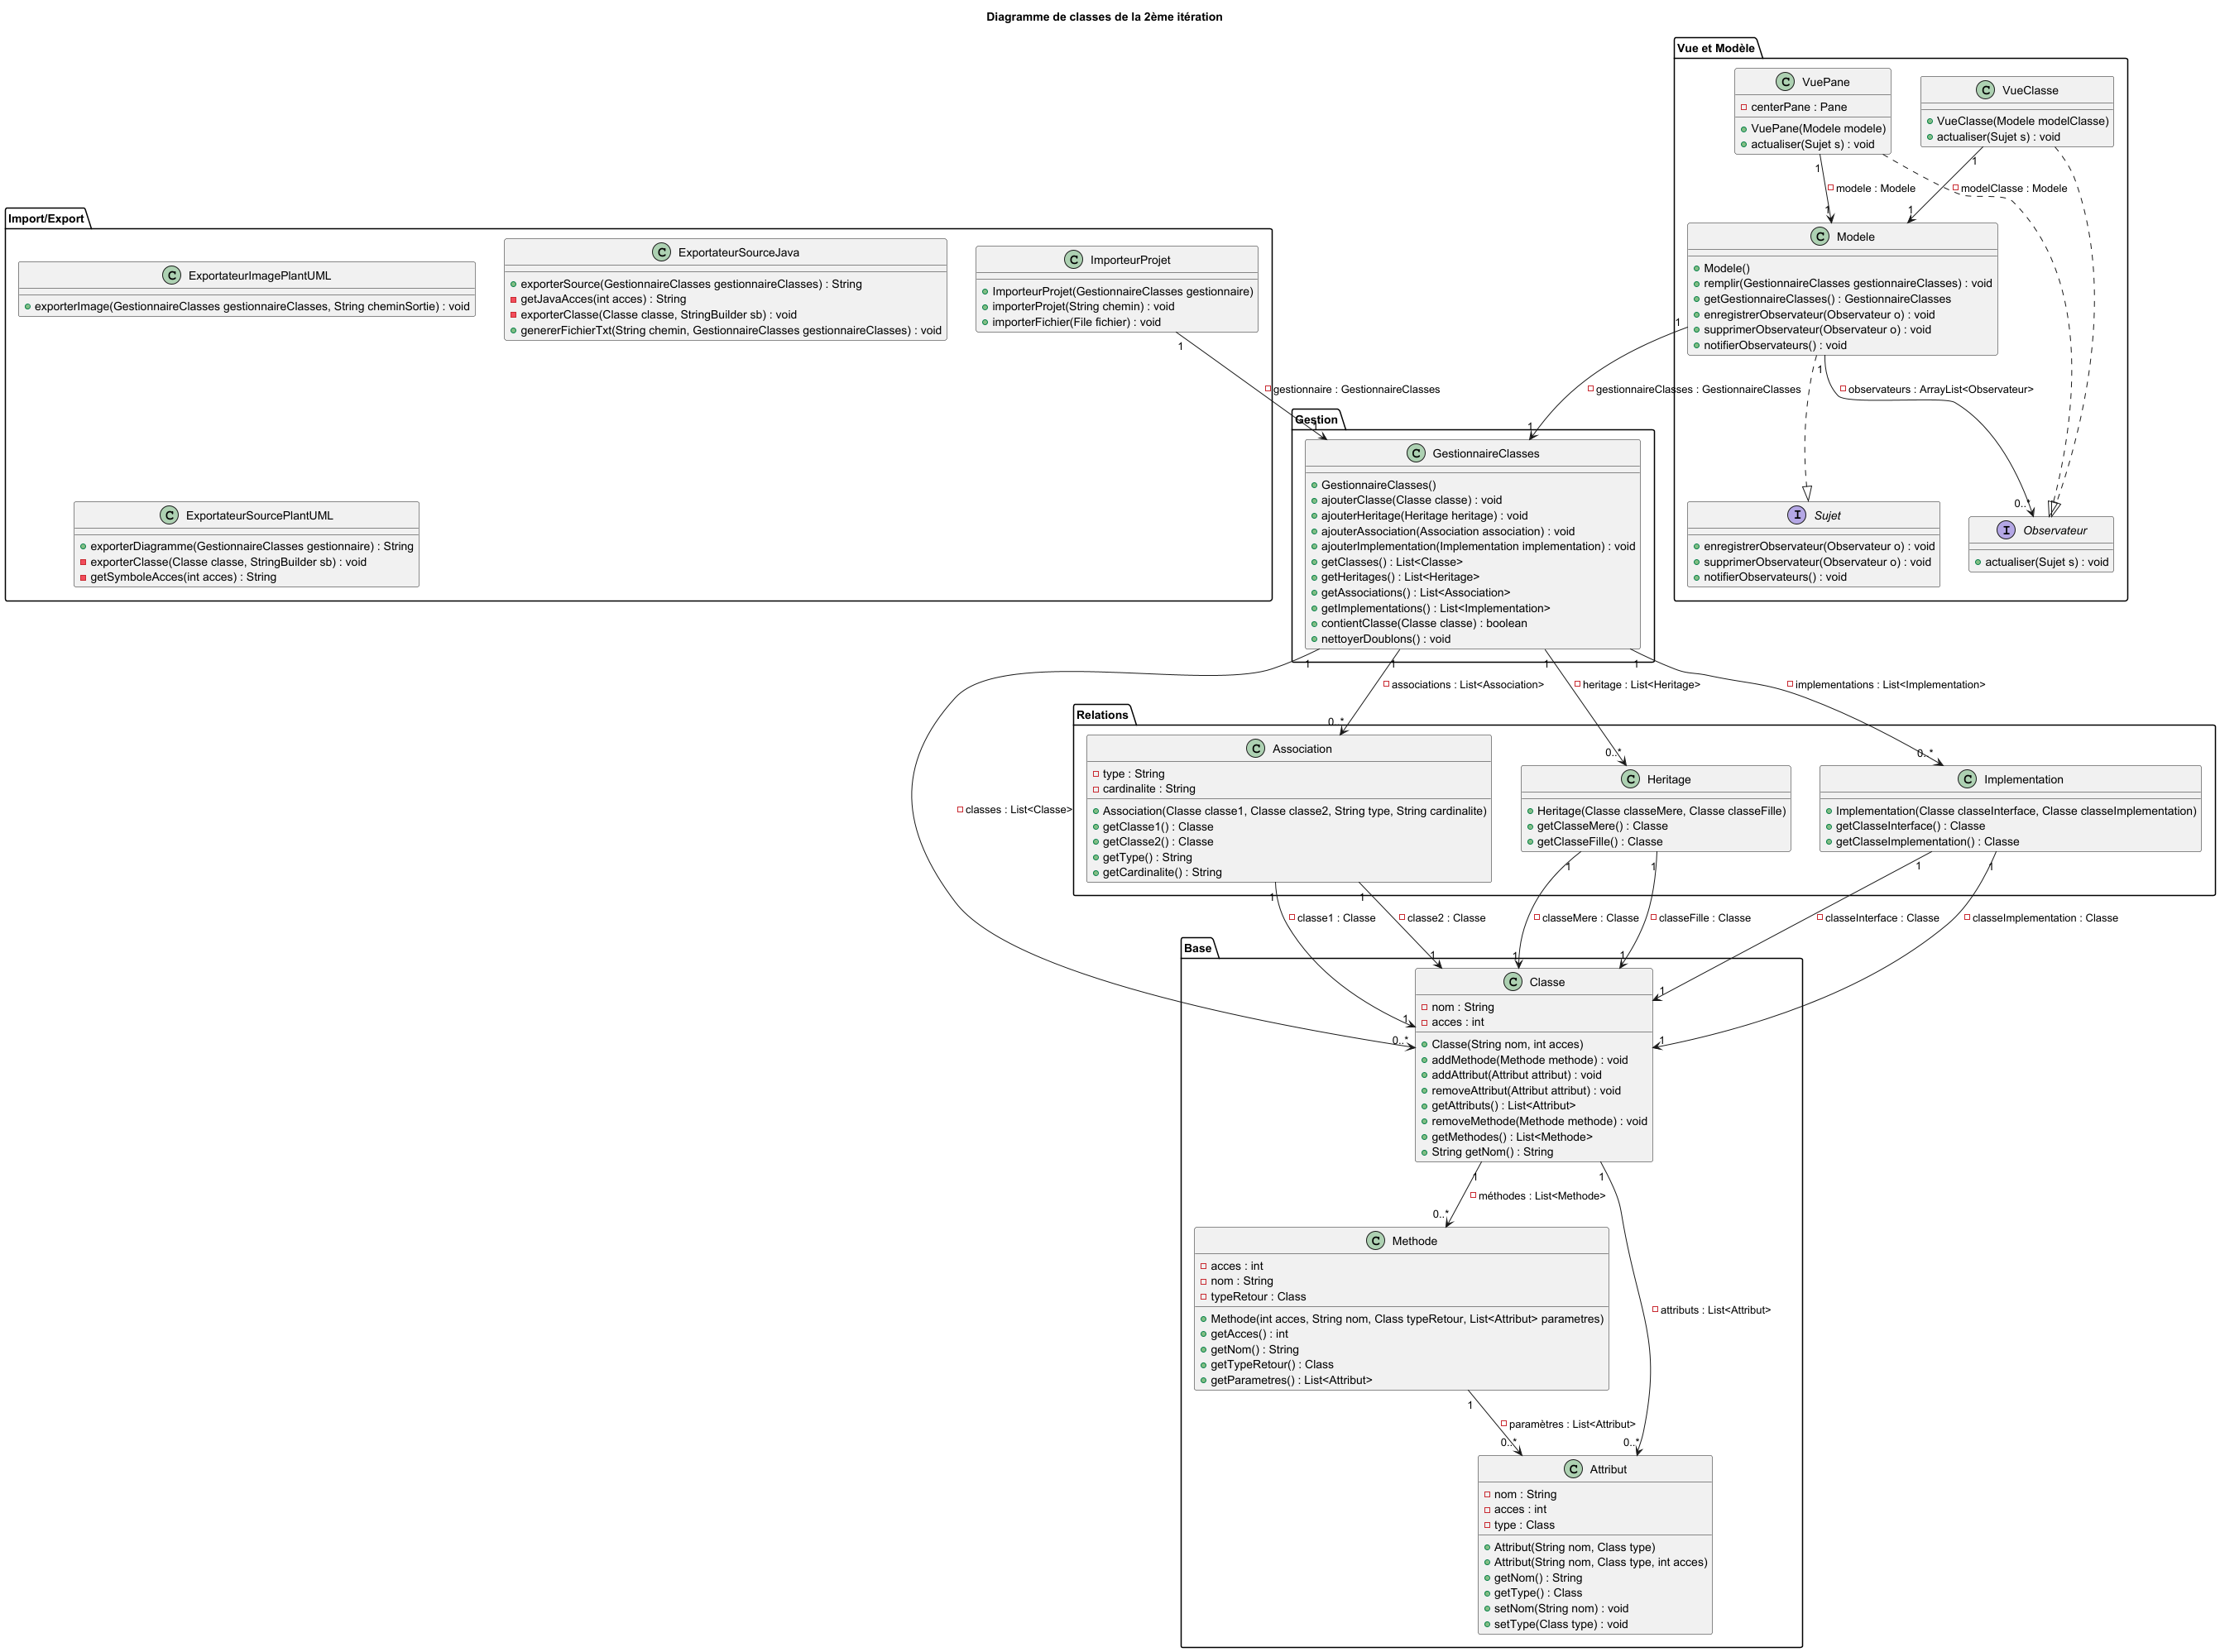 Diagramme de classes de la 2ème itération
Vue et Modèle
VuePane
centerPane : Pane
VuePane(Modele modele)
actualiser(Sujet s) : void
VueClasse
VueClasse(Modele modelClasse)
actualiser(Sujet s) : void
1
modele : Modele
1
1
modelClasse : Modele
1
Modele
Modele()
remplir(GestionnaireClasses gestionnaireClasses) : void
getGestionnaireClasses() : GestionnaireClasses
enregistrerObservateur(Observateur o) : void
supprimerObservateur(Observateur o) : void
notifierObservateurs() : void
1
gestionnaireClasses : GestionnaireClasses
1
1
observateurs : ArrayList<Observateur>
0..*
Sujet
enregistrerObservateur(Observateur o) : void
supprimerObservateur(Observateur o) : void
notifierObservateurs() : void
Observateur
actualiser(Sujet s) : void
Import/Export
ExportateurImagePlantUML
exporterImage(GestionnaireClasses gestionnaireClasses, String cheminSortie) : void
ExportateurSourceJava
exporterSource(GestionnaireClasses gestionnaireClasses) : String
getJavaAcces(int acces) : String
exporterClasse(Classe classe, StringBuilder sb) : void
genererFichierTxt(String chemin, GestionnaireClasses gestionnaireClasses) : void
ImporteurProjet
ImporteurProjet(GestionnaireClasses gestionnaire)
importerProjet(String chemin) : void
importerFichier(File fichier) : void
1
gestionnaire : GestionnaireClasses
1
ExportateurSourcePlantUML
exporterDiagramme(GestionnaireClasses gestionnaire) : String
exporterClasse(Classe classe, StringBuilder sb) : void
getSymboleAcces(int acces) : String
Gestion
GestionnaireClasses
GestionnaireClasses()
ajouterClasse(Classe classe) : void
ajouterHeritage(Heritage heritage) : void
ajouterAssociation(Association association) : void
ajouterImplementation(Implementation implementation) : void
getClasses() : List<Classe>
getHeritages() : List<Heritage>
getAssociations() : List<Association>
getImplementations() : List<Implementation>
contientClasse(Classe classe) : boolean
nettoyerDoublons() : void
1
classes : List<Classe>
0..*
1
associations : List<Association>
0..*
1
heritage : List<Heritage>
0..*
1
implementations : List<Implementation>
0..*
Relations
Association
type : String
cardinalite : String
Association(Classe classe1, Classe classe2, String type, String cardinalite)
getClasse1() : Classe
getClasse2() : Classe
getType() : String
getCardinalite() : String
Heritage
Heritage(Classe classeMere, Classe classeFille)
getClasseMere() : Classe
getClasseFille() : Classe
Implementation
Implementation(Classe classeInterface, Classe classeImplementation)
getClasseInterface() : Classe
getClasseImplementation() : Classe
1
classe1 : Classe
1
1
classe2 : Classe
1
1
classeMere : Classe
1
1
classeFille : Classe
1
1
classeInterface : Classe
1
1
classeImplementation : Classe
1
Base
Classe
nom : String
acces : int
Classe(String nom, int acces)
addMethode(Methode methode) : void
addAttribut(Attribut attribut) : void
removeAttribut(Attribut attribut) : void
getAttributs() : List<Attribut>
removeMethode(Methode methode) : void
getMethodes() : List<Methode>
String getNom() : String
1
méthodes : List<Methode>
0..*
1
attributs : List<Attribut>
0..*
Methode
acces : int
nom : String
typeRetour : Class
Methode(int acces, String nom, Class typeRetour, List<Attribut> parametres)
getAcces() : int
getNom() : String
getTypeRetour() : Class
getParametres() : List<Attribut>
1
paramètres : List<Attribut>
0..*
Attribut
nom : String
acces : int
type : Class
Attribut(String nom, Class type)
Attribut(String nom, Class type, int acces)
getNom() : String
getType() : Class
setNom(String nom) : void
setType(Class type) : void